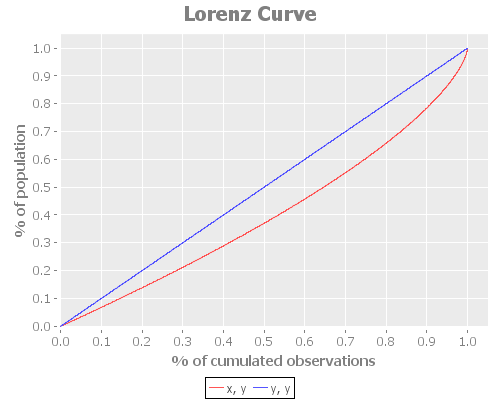 Lorenz Curve
% of population
1.0
0.9
0.8
0.7
0.6
0.5
0.4
0.3
0.2
0.1
0.0
0.0 0.1 0.2 0.3 0.4 0.5 0.6 0.7 0.8 0.9 1.0
% of cumulated observations
x, y y, y